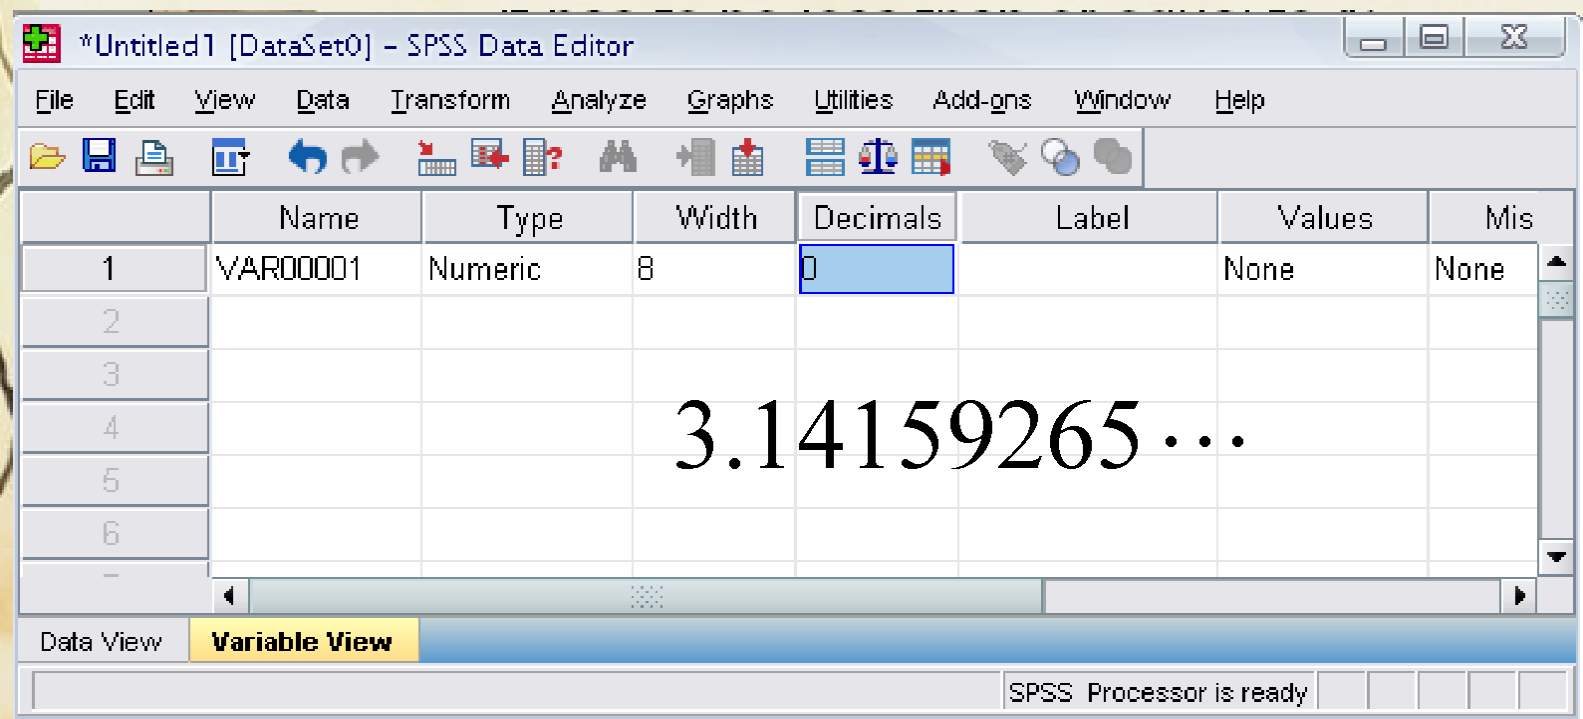 *Untitled1 [DataSet0] - SPSS Data Editor
File Edit View Data Transform Analyze Graphs Utilities Add-ons Window Help
Name Type Width Decimals Label Values Mis
1 VAR00001 Numeric 8 0 None None
2
3
3.14159265...
4
5
6
Data View Variable View
SPSS Processor is ready